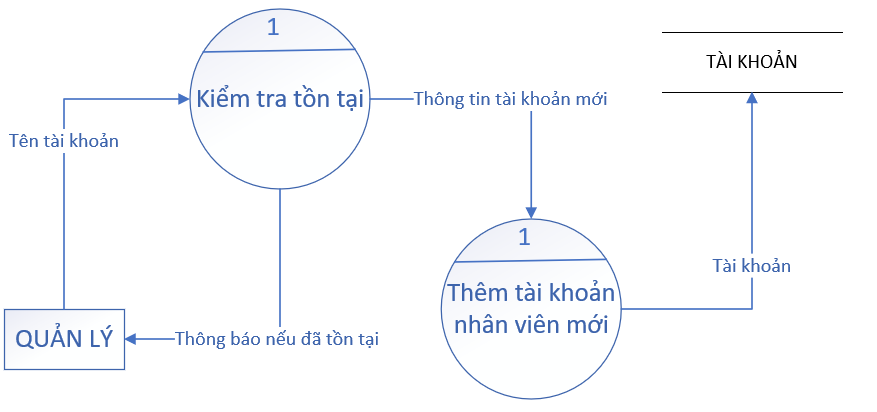 1
TÀI KHOẢN
Kiểm tra tồn tại
Thông tin tài khoản mới
Tên tài khoản
1
Tài khoản
Thêm tài khoản
nhân viên mới
QUẢN LÝ
Thông báo nếu đã tồn tại